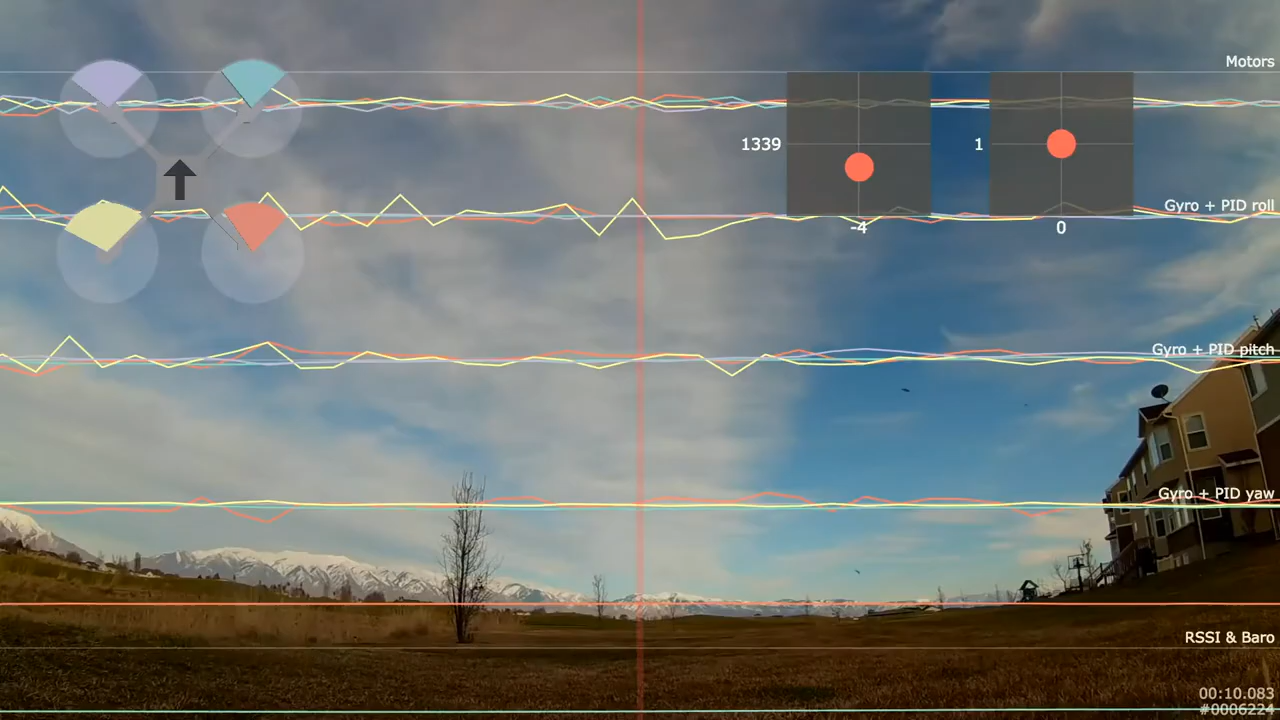 Motors
1339
1
Gyro + PID roll
-4
0
Gyro + PID pitch
Gyro + PID yaw
RSSI & Baro
00:10.083
#0006224